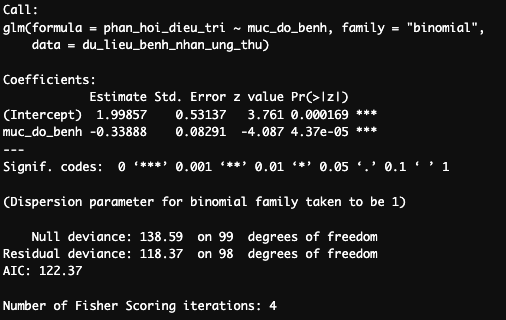 Call:
glm(formula = phan_hoi_dieu_tri ~ muc_do_benh, family = "binomial",
    data = du_lieu_benh_nhan_ung_thu)

Coefficients:
            Estimate Std. Error z value Pr(>|z|)
(Intercept)  1.99857    0.53137   3.761 0.000169 ***
muc_do_benh -0.33888    0.08291  -4.087 4.37e-05 ***
---
Signif. codes:  0 ‘***’ 0.001 ‘**’ 0.01 ‘*’ 0.05 ‘.’ 0.1 ‘ ’ 1

(Dispersion parameter for binomial family taken to be 1)

    Null deviance: 138.59  on 99  degrees of freedom
Residual deviance: 118.37  on 98  degrees of freedom
AIC: 122.37

Number of Fisher Scoring iterations: 4